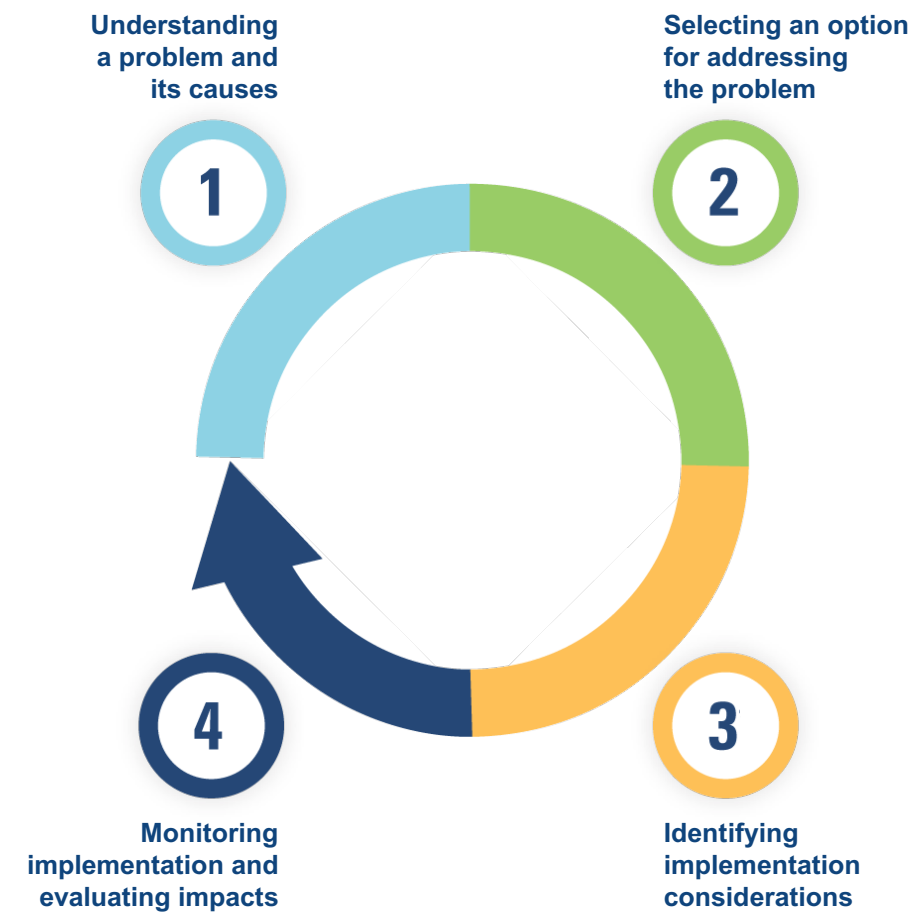 Understanding
a problem and
its causes
1
Selecting an option
for addressing
the problem
2
3
Identifying
implementation
considerations
4
Monitoring
implementation and
evaluating impacts